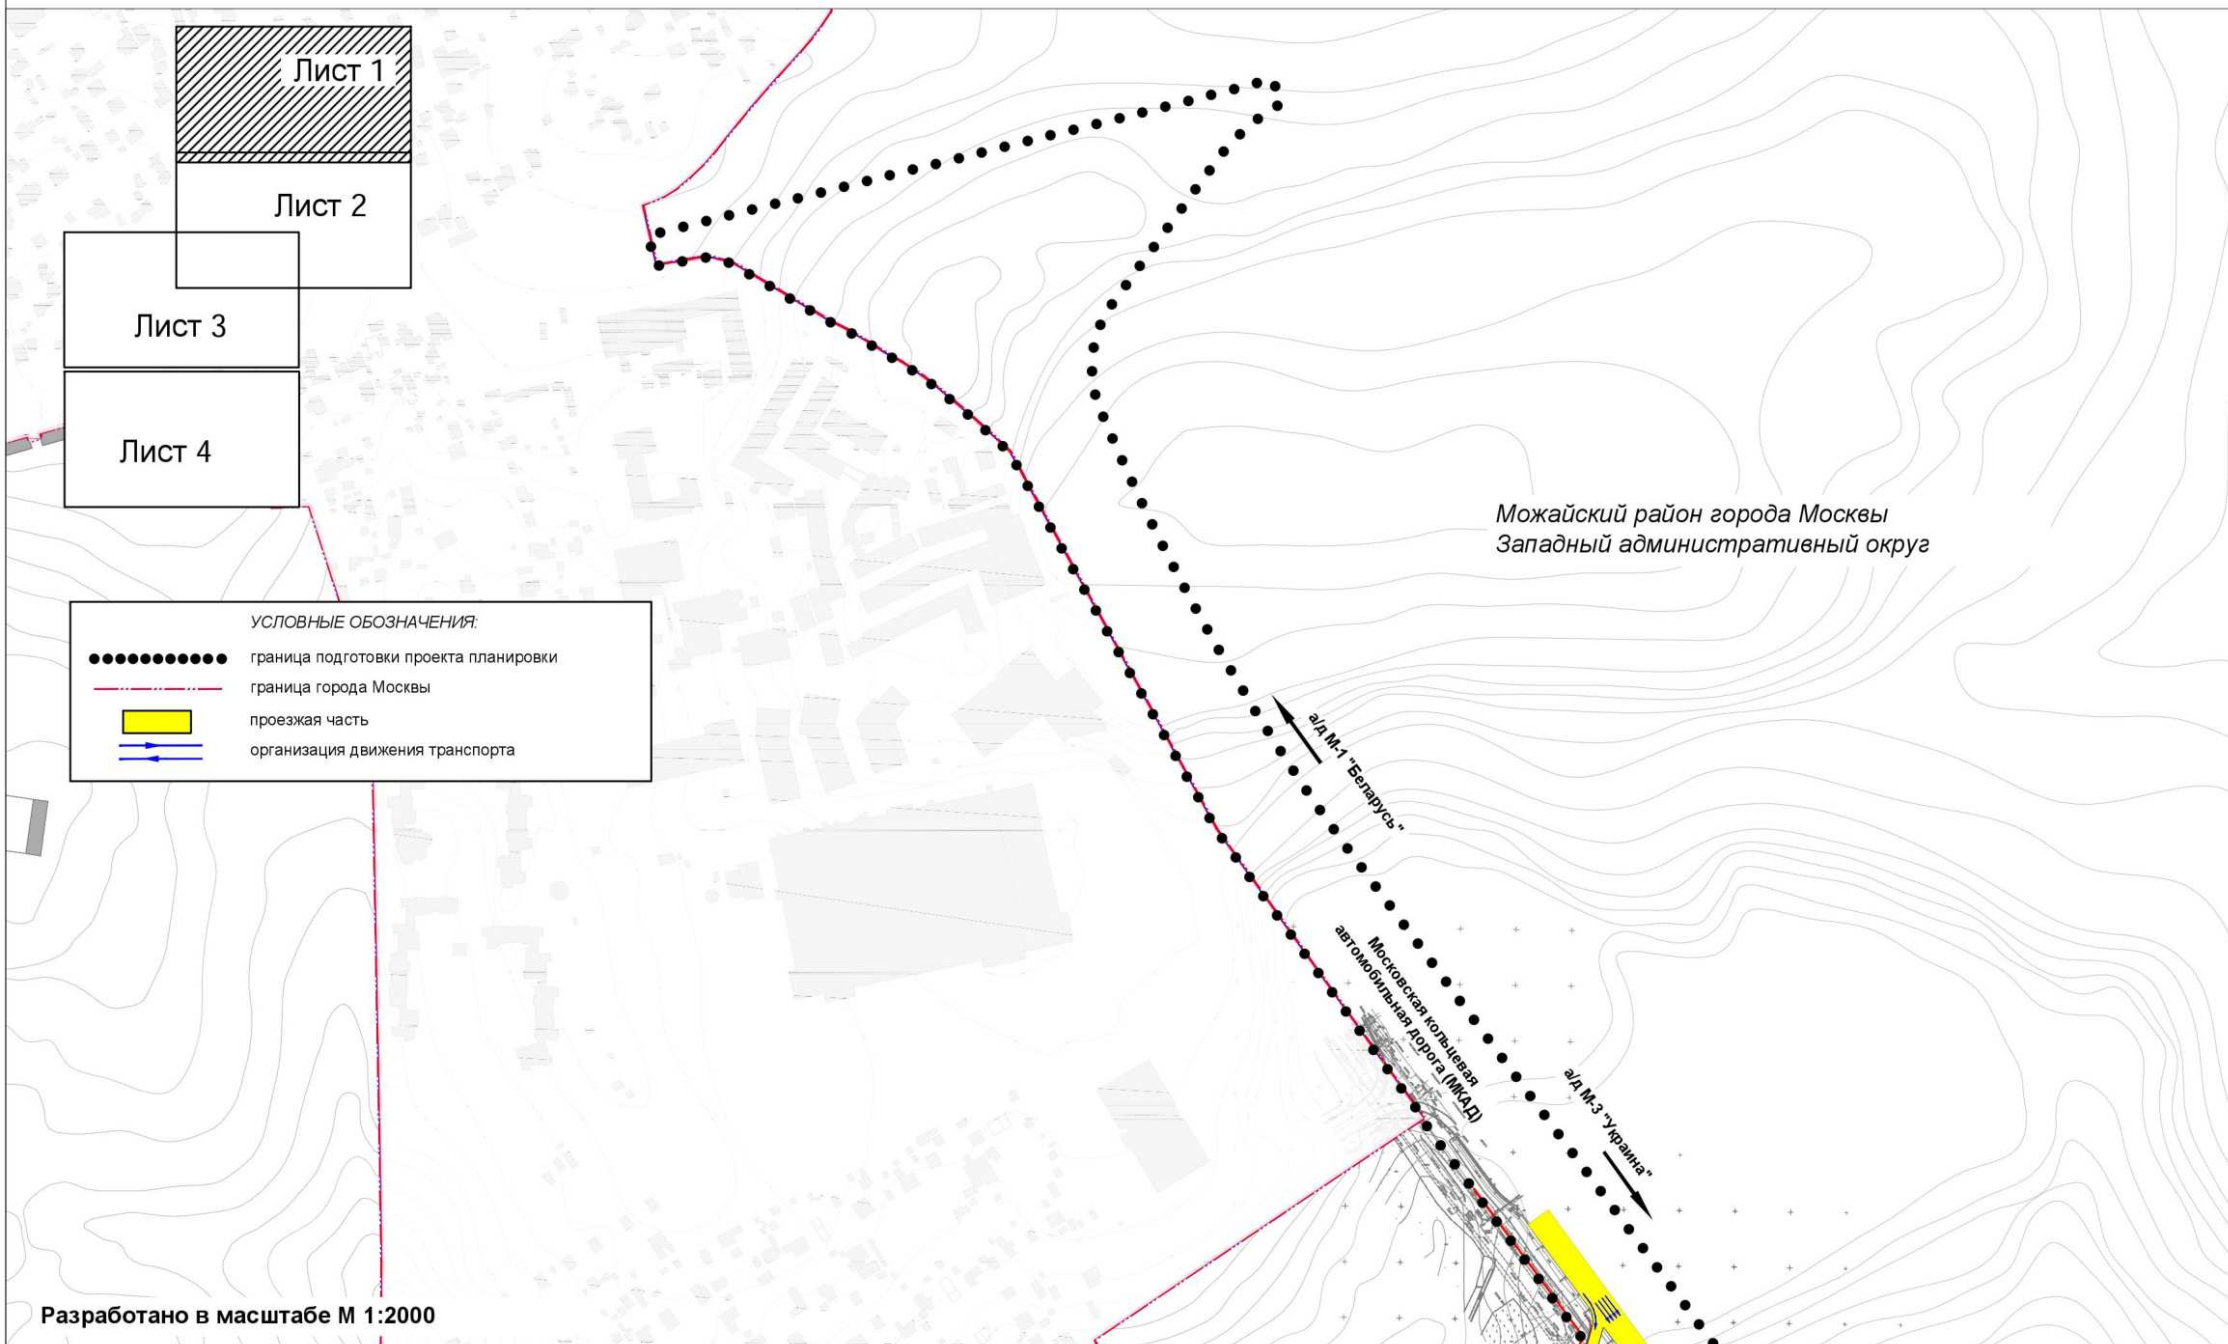 Лист 1
Лист 2
Лист 3
Лист 4
Можайский район города Москвы
Западный административный округ
УСЛОВНЫЕ ОБОЗНАЧЕНИЯ:
граница подготовки проекта планировки
граница города Москвы
проезжая часть
организация движения транспорта
а/д М-1 "Беларусь"
Московская кольцевая
автомобильная дорога (МКАД)
а/д М-3 "Украина"
Разработано в масштабе М 1:2000